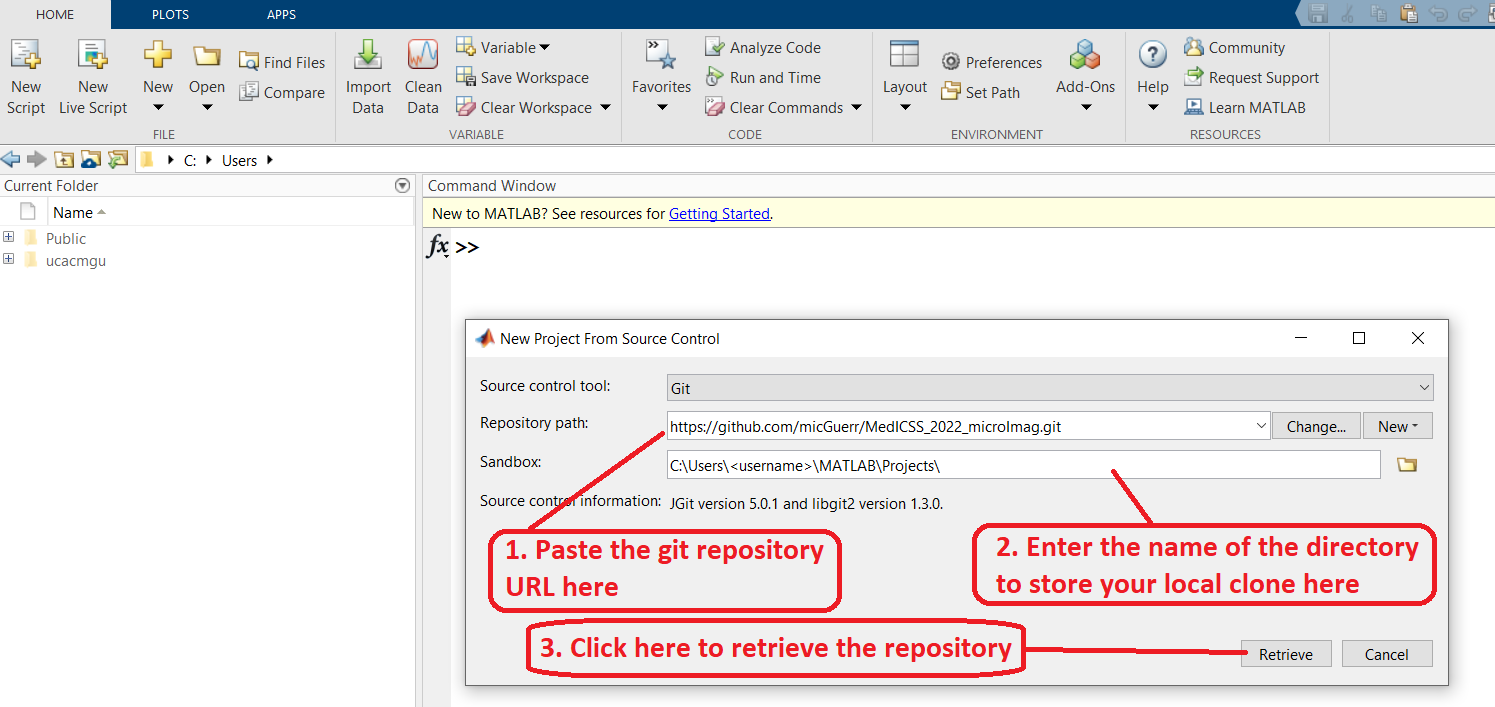 HOME PLOTS APPS
New Script
New Live Script
New
Open
Find Files
Compare
FILE
Import Data
Clean Data
Variable
Save Workspace
Clear Workspace
VARIABLE
Favorites
Analyze Code
Run and Time
Clear Commands
CODE
Layout
Preferences
Set Path
Add-Ons
ENVIRONMENT
Help
Community
Request Support
Learn MATLAB
RESOURCES
C: Users
Current Folder
Name
Public
ucacmgu
Command Window
New to MATLAB? See resources for Getting Started.
fx >>
New Project From Source Control
Source control tool: Git
Repository path: https://github.com/micGuerr/MedICSS_2022_microImag.git Change... New
Sandbox: C:\Users\<username>\MATLAB\Projects\
Source control information: JGit version 5.0.1 and libgit2 version 1.3.0.
1. Paste the git repository
URL here
2. Enter the name of the directory
to store your local clone here
3. Click here to retrieve the repository
Retrieve Cancel